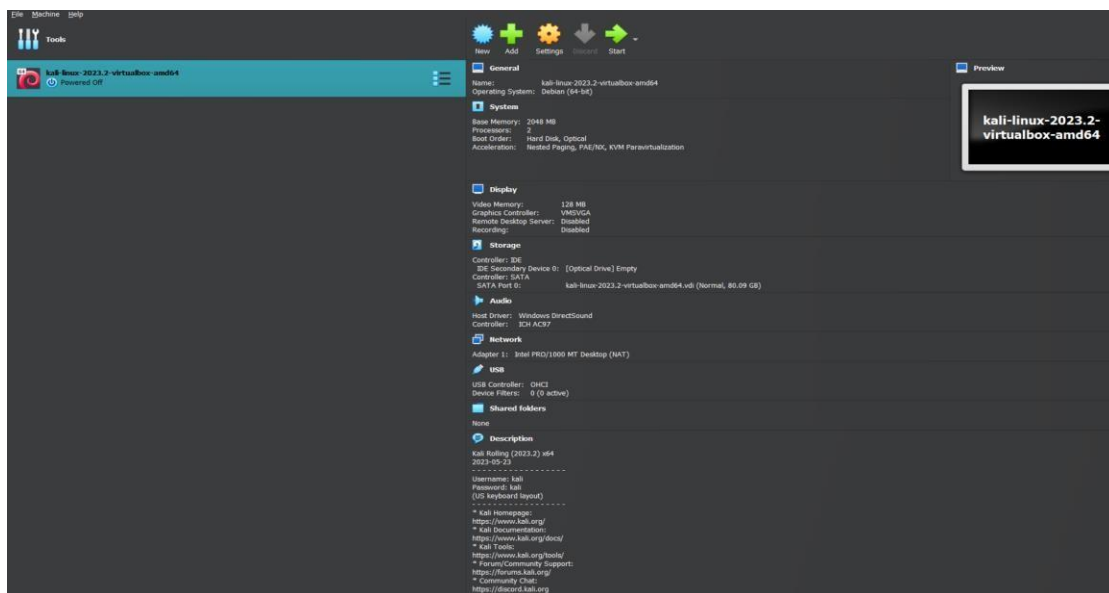 File Machine Help
Tools
New Add Settings Discard Start
kali-linux-2023.2-virtualbox-amd64
Powered Off
General
Name: kali-linux-2023.2-virtualbox-amd64
Operating System: Debian (64-bit)
Preview
kali-linux-2023.2-
virtualbox-amd64
System
Base Memory: 2048 MB
Processors: 2
Boot Order: Hard Disk, Optical
Acceleration: Nested Paging, PAE/NX, KVM Paravirtualization
Display
Video Memory: 128 MB
Graphics Controller: VMSVGA
Remote Desktop Server: Disabled
Recording: Disabled
Storage
Controller: IDE
IDE Secondary Device 0: [Optical Drive] Empty
Controller: SATA
SATA Port 0: kali-linux-2023.2-virtualbox-amd64.vdi (Normal, 80.09 GB)
Audio
Host Driver: Windows DirectSound
Controller: ICH AC97
Network
Adapter 1: Intel PRO/1000 MT Desktop (NAT)
USB
USB Controller: OHCI
Device Filters: 0 (0 active)
Shared folders
None
Description
Kali Rolling (2023.2) x64
2023-05-23
- - - - - - - - - - - - - - - - - -
Username: kali
Password: kali
(US keyboard layout)
- - - - - - - - - - - - - - - - - -
* Kali Homepage:
https://www.kali.org/
* Kali Documentation:
https://www.kali.org/docs/
* Kali Tools:
https://www.kali.org/tools/
* Forum/Community Support:
https://forums.kali.org/
* Community Chat:
https://discord.kali.org